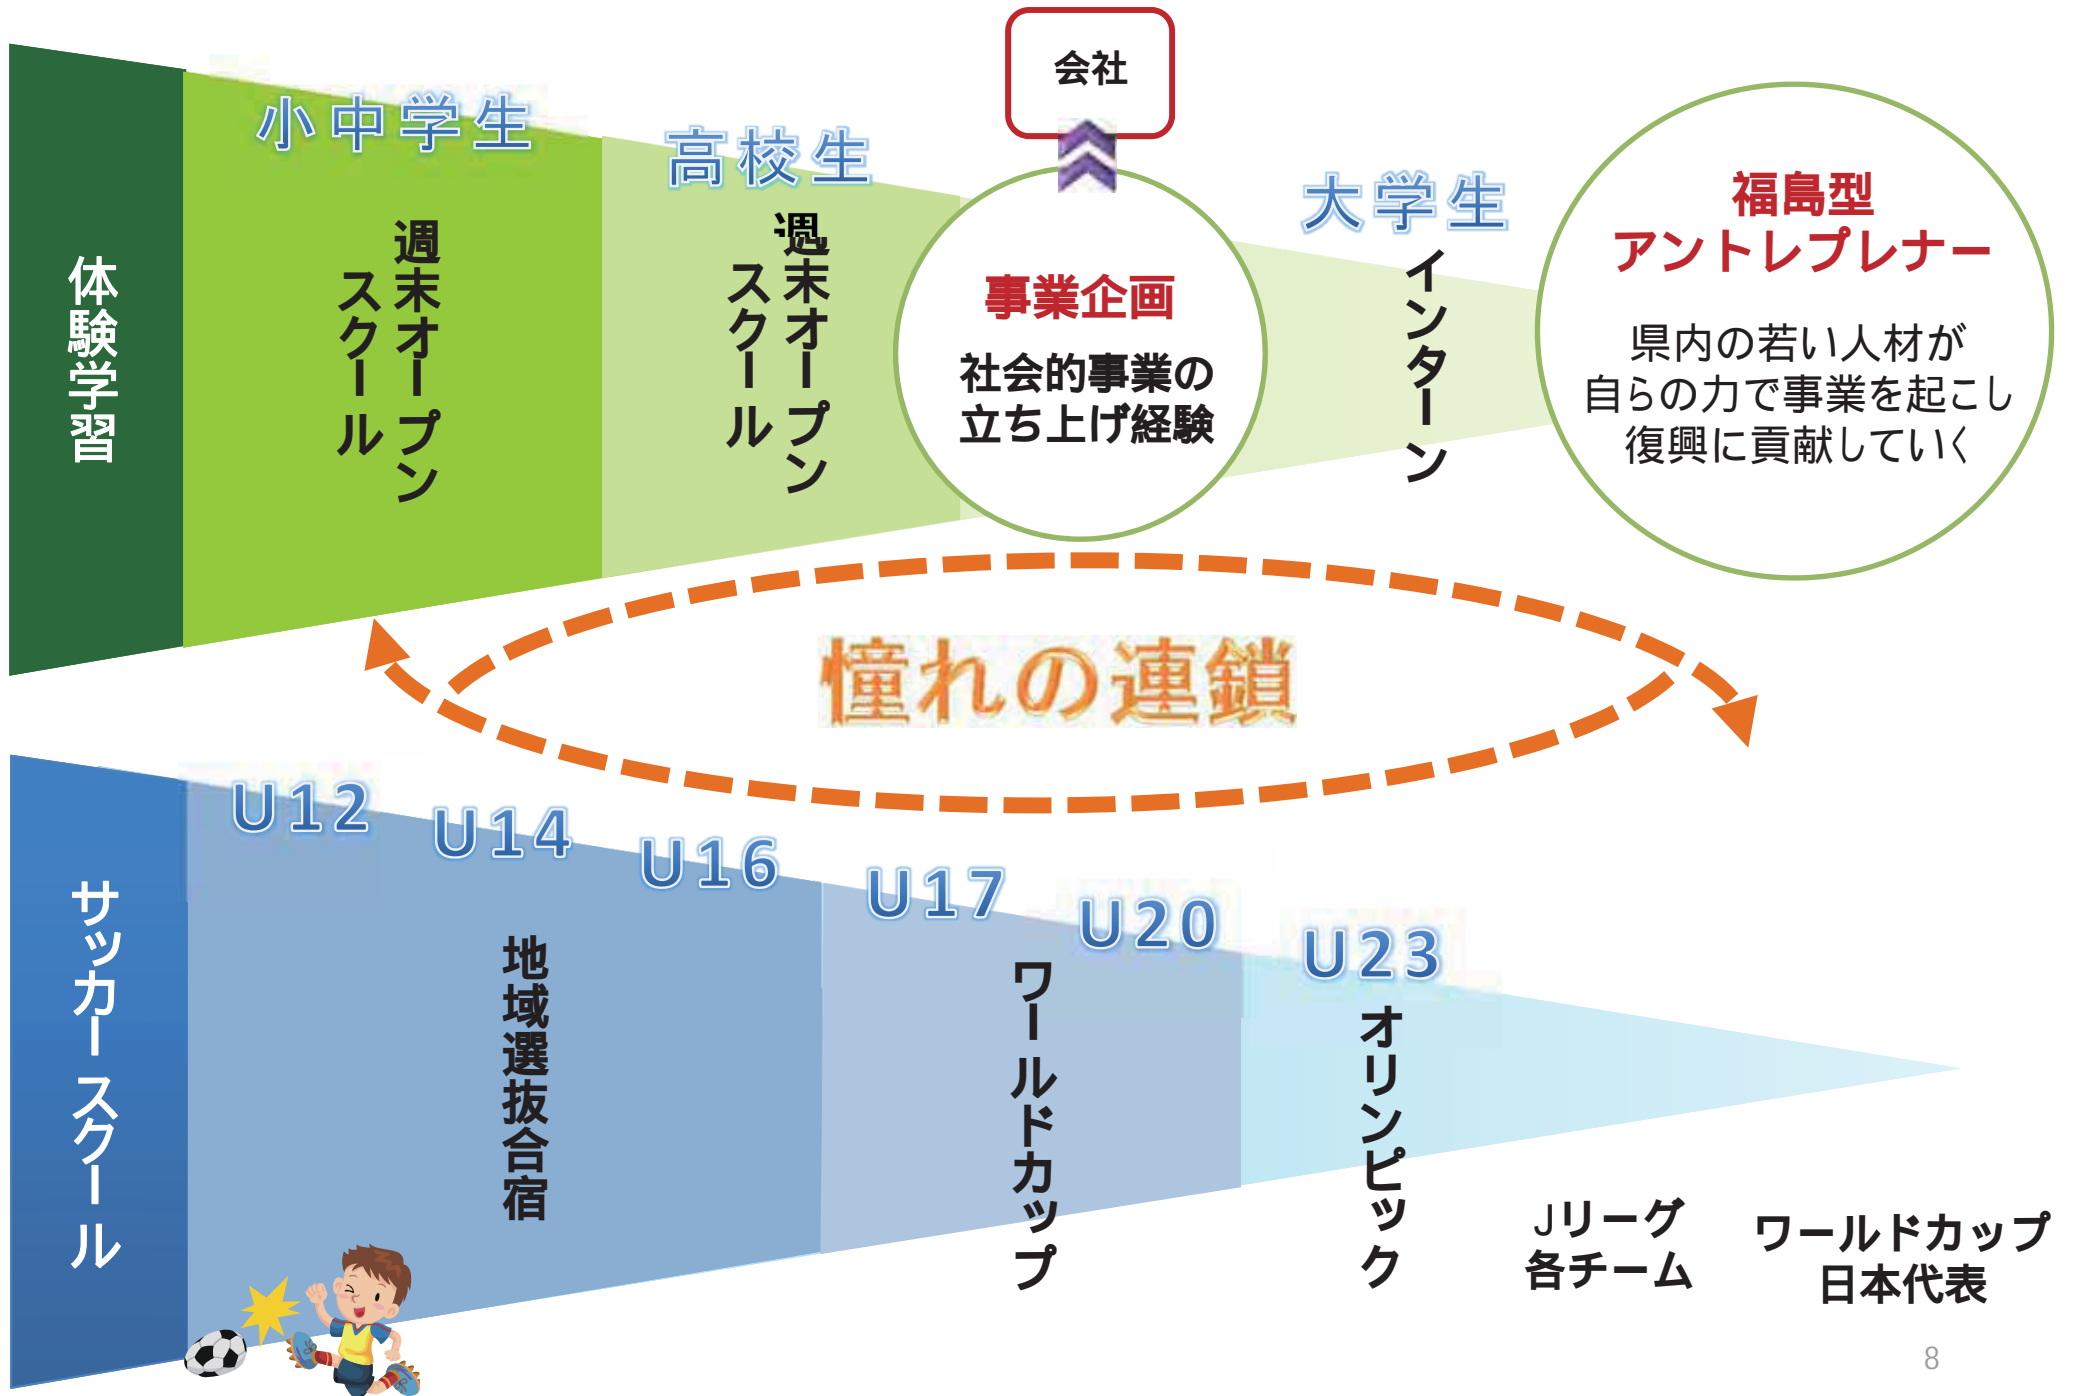 会社
小中学生
高校生
大学生
体験学習
週末オープン
スクール
週
週末オープン
スクール
事業企画
社会的事業の
立ち上げ経験
インターン
福島型
アントレプレナー
県内の若い人材が
自らの力で事業を起こし
復興に貢献していく
憧れの連鎖
サッカースクール
U12
U14
U16
U17
U20
U23
地域選抜合宿
ワールドカップ
オリンピック
Jリーグ
各チーム
ワールドカップ
日本代表
8